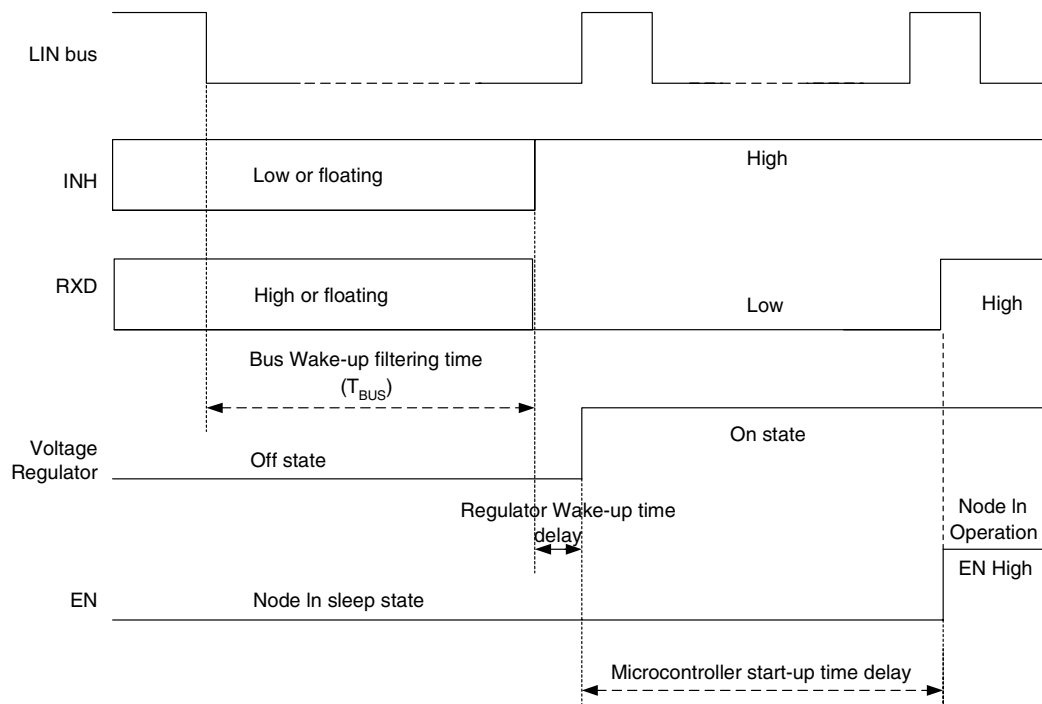 LIN bus
INH
Low or floating
High
RXD
High or floating
Low
High
Bus Wake-up filtering time
(TBUS)
Voltage
Regulator
Off state
On state
Regulator Wake-up time
delay
Node In
Operation
EN
Node In sleep state
EN High
Microcontroller start-up time delay